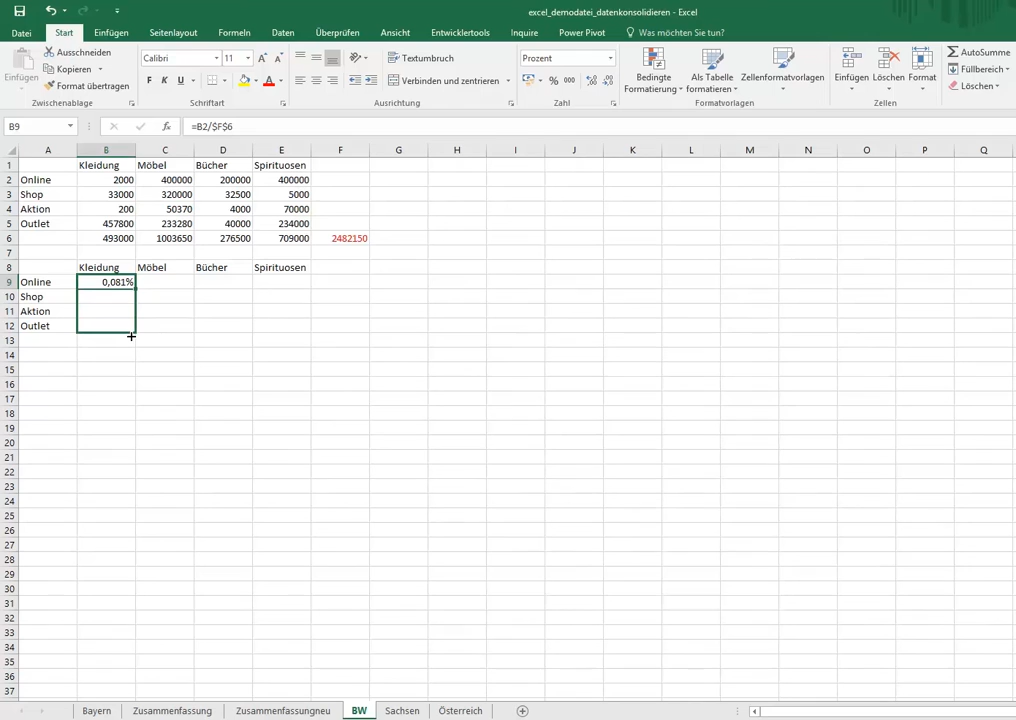 excel_demodatei_datenkonsolidieren - Excel
Datei Start Einfügen Seitenlayout Formeln Daten Überprüfen Ansicht Entwicklertools Inquire Power Pivot Was möchten Sie tun?
Einfügen
Ausschneiden
Kopieren
Format übertragen
Zwischenablage
Calibri 11
F K U
Schriftart
Textumbruch
Verbinden und zentrieren
Ausrichtung
Prozent
% 000
Zahl
Bedingte Formatierung
Als Tabelle formatieren
Zellenformatvorlagen
Formatvorlagen
Einfügen Löschen Format
Zellen
AutoSumme
Füllbereich
Löschen
B9 fx =B2/$F$6
A B C D E F G H I J K L M N O P Q
1 Kleidung Möbel Bücher Spirituosen
2 Online 2000 400000 200000 400000
3 Shop 33000 320000 32500 5000
4 Aktion 200 50370 4000 70000
5 Outlet 457800 233280 40000 234000
6 493000 1003650 276500 709000 2482150
7
8 Kleidung Möbel Bücher Spirituosen
9 Online 0,081%
10 Shop
11 Aktion
12 Outlet
13
14
15
16
17
18
19
20
21
22
23
24
25
26
27
28
29
30
31
32
33
34
35
36
37
Bayern Zusammenfassung Zusammenfassungneu BW Sachsen Österreich